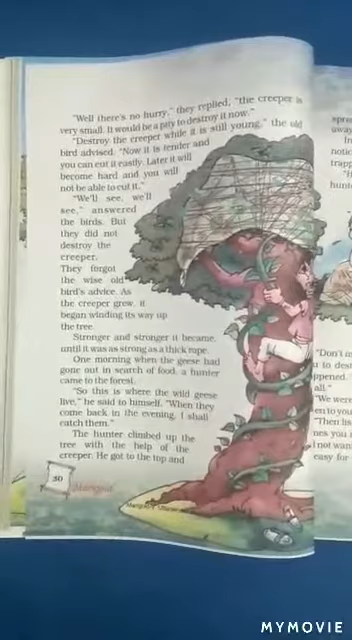 "Well there's no hurry," they replied, "the creeper is
very small. It would be a pity to destroy it now."
"Destroy the creeper while it is still young," the old
bird advised. "Now it is tender and
you can cut it easily. Later it will
become hard and you will
not be able to cut it."
"We'll see, we'll
see," answered
the birds. But
they did not
destroy the
creeper.
They forgot
the wise old
bird's advice. As
the creeper grew, it
began winding its way up
the tree.
Stronger and stronger it became,
until it was as strong as a thick rope.
One morning when the geese had
gone out in search of food, a hunter
came to the forest.
"So this is where the wild geese
live," he said to himself. "When they
come back in the evening, I shall
catch them."
The hunter climbed up the
tree with the help of the
creeper. He got to the top and
30
Marigold
spre
away
In
notic
trapp
"H
hunte
"Don't
to dest
ppened.
all."
"We were
en to you
"Then lis
nes you
not wan
easy for
MYMOVIE